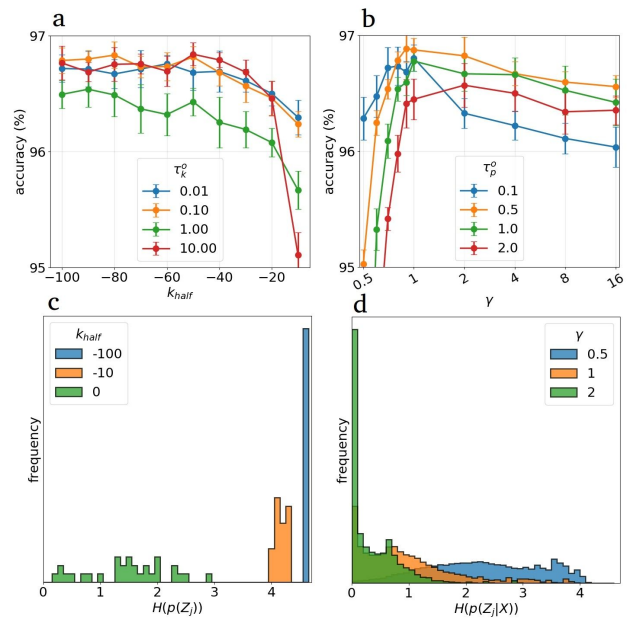 a
97
96
95
accuracy (%)
τ_k^o
0.01
0.10
1.00
10.00
−100
−80
−60
−40
−20
k_half
b
97
96
95
accuracy (%)
τ_p^o
0.1
0.5
1.0
2.0
0.5
1
2
4
8
16
γ
c
k_half
-100
-10
0
frequency
0
1
2
3
4
H(p(Z_j))
d
γ
0.5
1
2
frequency
0
1
2
3
4
H(p(Z_j|X))